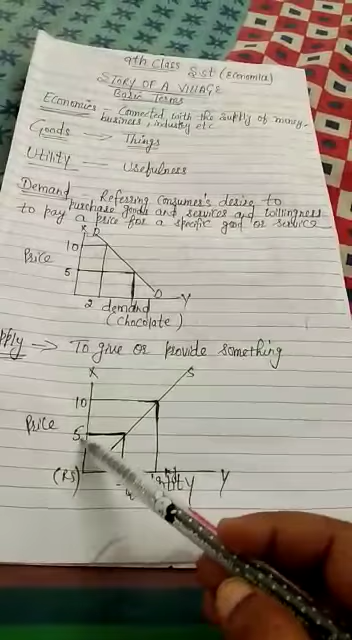 9th Class S.st (Economics)
STORY OF A VILLAGE
Basic Terms
Economics - Connected with the supply of money,
business, industry etc
Goods — Things
Utility — Usefulness
Demand Referring Consumer's desire to
purchase goods and services and willingness
to pay a price for a specific good or service
X D
10
Price
5
D
2 demand Y
(chocolate)
pply → To give or provide something
X S
10
Price
5
(RS) Y